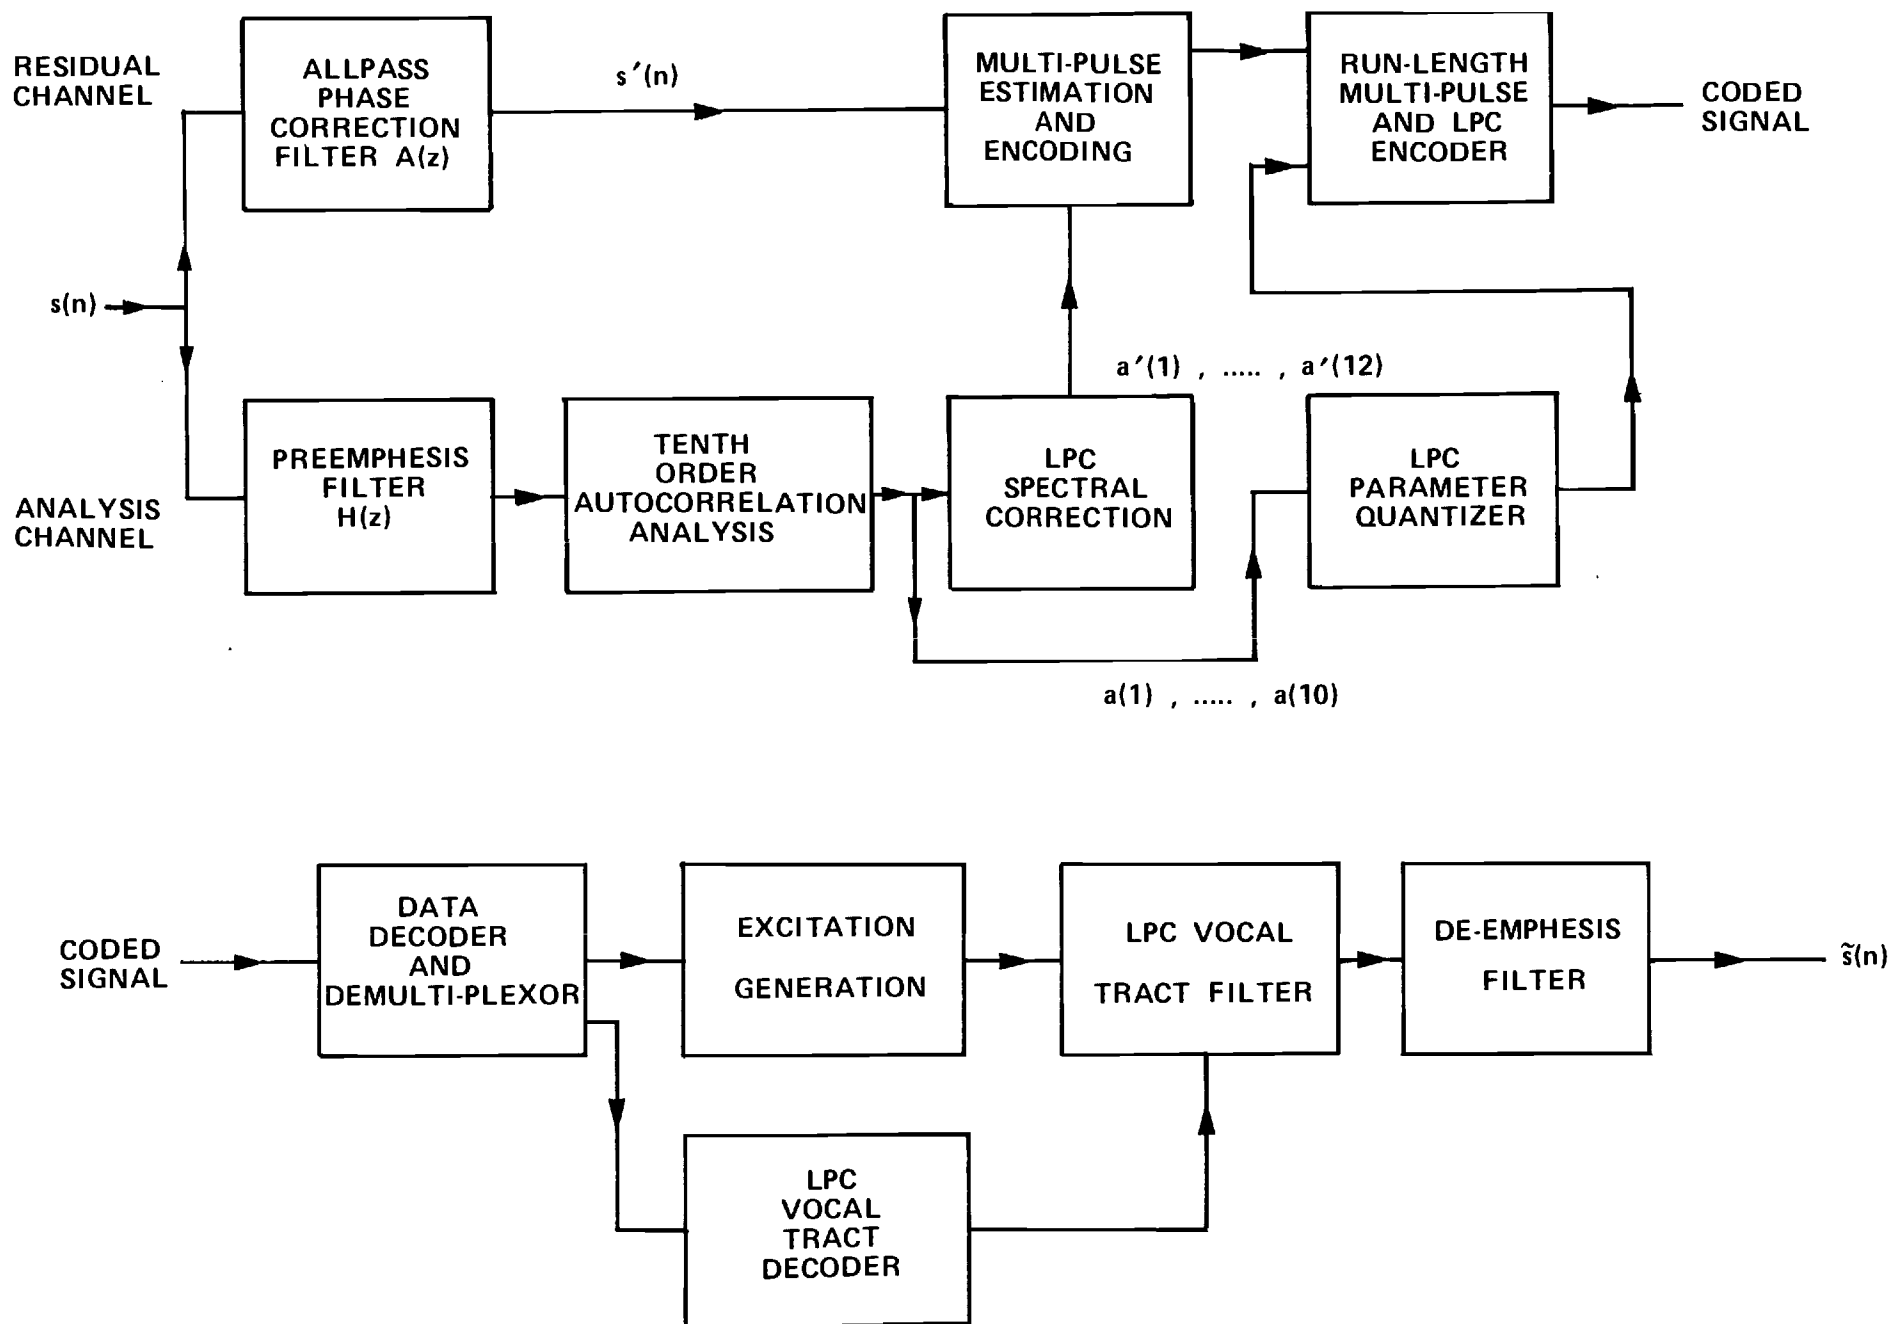 RESIDUAL
CHANNEL
ALLPASS
PHASE
CORRECTION
FILTER A(z)
s′(n)
MULTI-PULSE
ESTIMATION
AND
ENCODING
RUN-LENGTH
MULTI-PULSE
AND LPC
ENCODER
CODED
SIGNAL
s(n)
a′(1) , ..... , a′(12)
ANALYSIS
CHANNEL
PREEMPHESIS
FILTER
H(z)
TENTH
ORDER
AUTOCORRELATION
ANALYSIS
LPC
SPECTRAL
CORRECTION
LPC
PARAMETER
QUANTIZER
a(1) , ..... , a(10)
CODED
SIGNAL
DATA
DECODER
AND
DEMULTI-PLEXOR
EXCITATION
GENERATION
LPC VOCAL
TRACT FILTER
DE-EMPHESIS
FILTER
s̃(n)
LPC
VOCAL
TRACT
DECODER